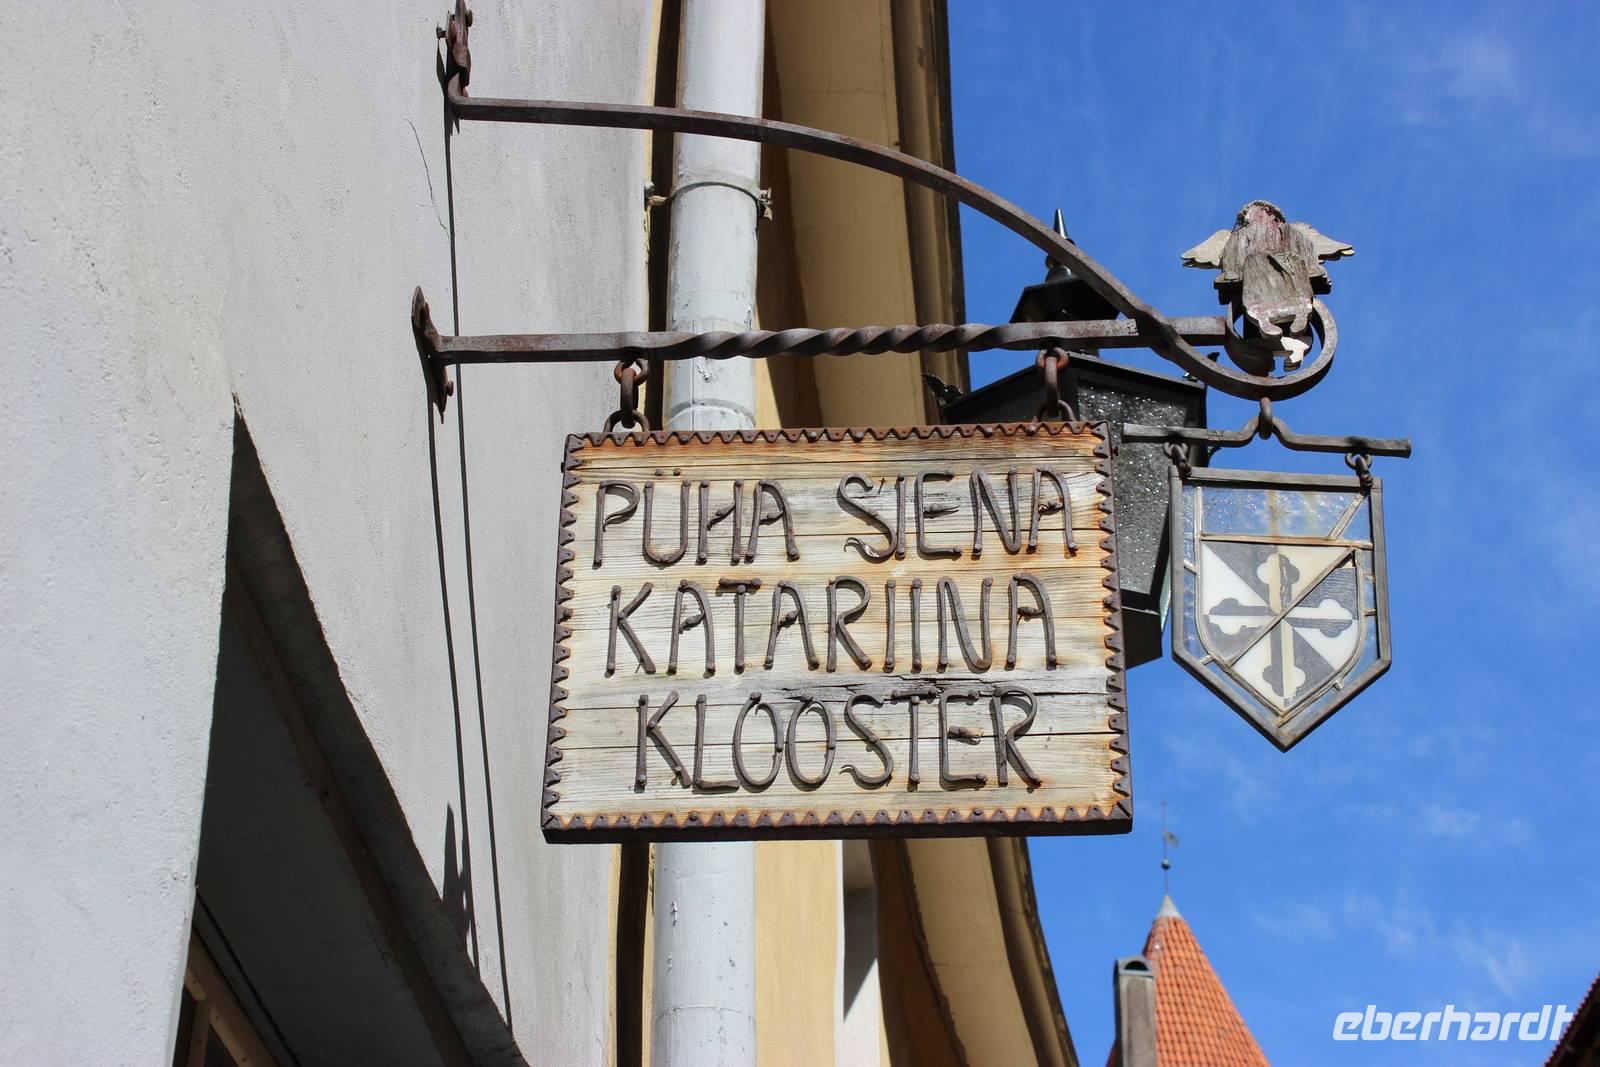 PÜHA SIENA
KATARIINA
KLOOSTER
eberhardt